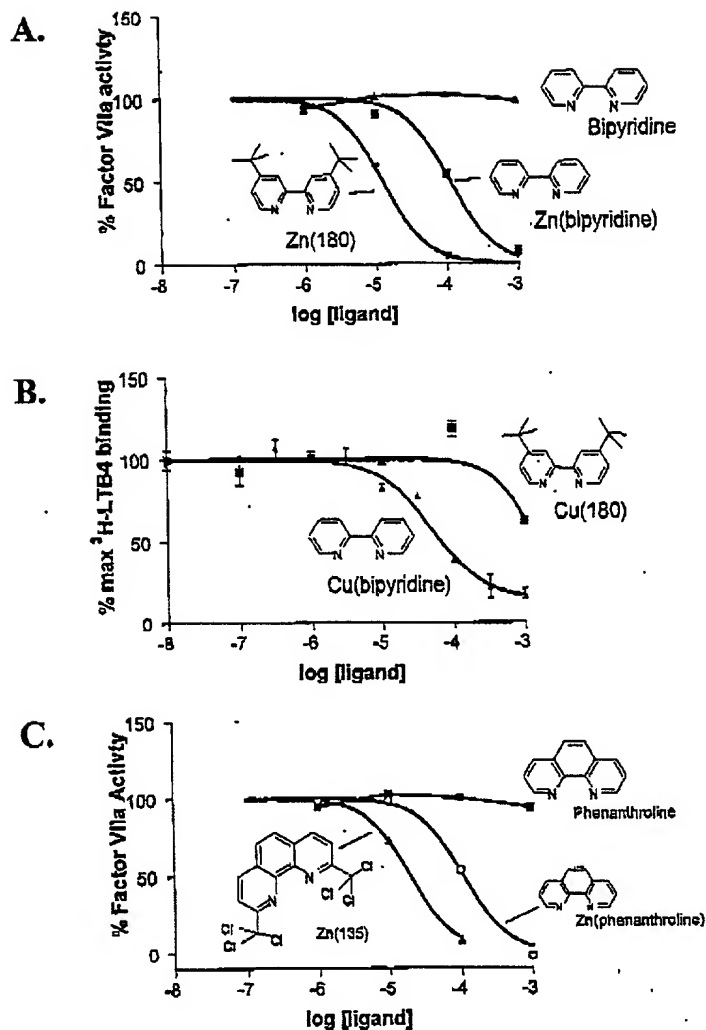 A.
% Factor VIIa activty
150
100
50
0
-8 -7 -6 -5 -4 -3
log [ligand]
N N
Bipyridine
N N
Zn(180)
N N
Zn(bipyridine)
B.
% max ³H-LTB4 binding
150
100
50
0
-8 -7 -6 -5 -4 -3
log [ligand]
N N
Cu(180)
N N
Cu(bipyridine)
C.
% Factor VIIa Activty
150
100
50
0
-8 -7 -6 -5 -4 -3
log [ligand]
N N
Phenanthroline
N
N
Cl
Cl
Cl
Cl
Cl
Cl
Zn(135)
N N
Zn(phenanthroline)